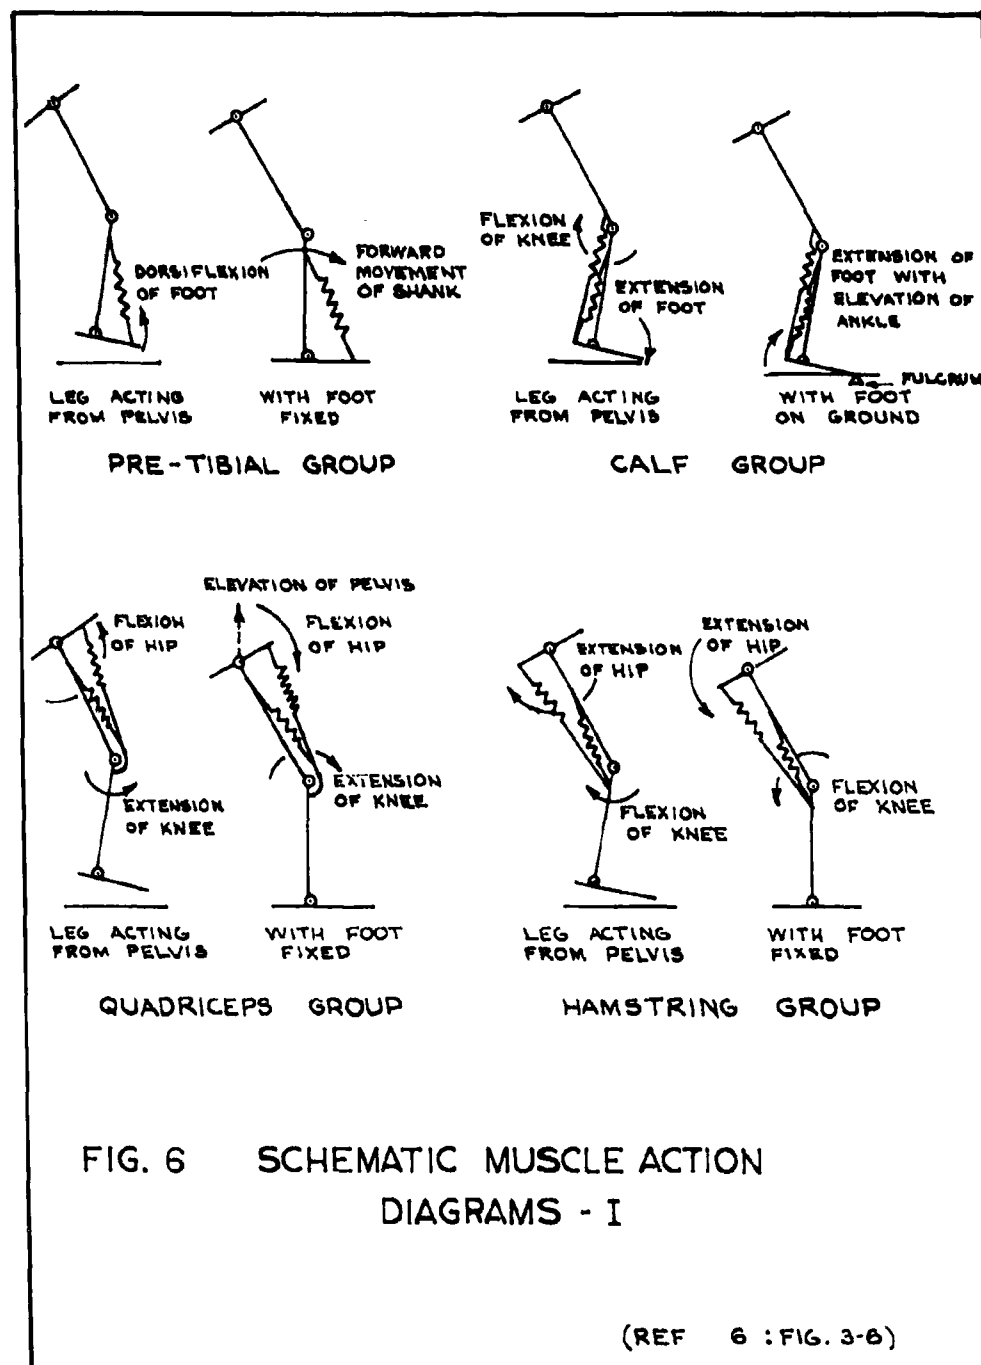 DORSIFLEXION
OF FOOT
FORWARD
MOVEMENT
OF SHANK
LEG ACTING
FROM PELVIS
WITH FOOT
FIXED
PRE-TIBIAL GROUP
FLEXION
OF KNEE
EXTENSION
OF FOOT
EXTENSION OF
FOOT WITH
ELEVATION OF
ANKLE
FULCRUM
LEG ACTING
FROM PELVIS
WITH FOOT
ON GROUND
CALF GROUP
FLEXION
OF HIP
EXTENSION
OF KNEE
ELEVATION OF PELVIS
FLEXION
OF HIP
EXTENSION
OF KNEE
LEG ACTING
FROM PELVIS
WITH FOOT
FIXED
QUADRICEPS GROUP
EXTENSION
OF HIP
FLEXION
OF KNEE
EXTENSION
OF HIP
FLEXION
OF KNEE
LEG ACTING
FROM PELVIS
WITH FOOT
FIXED
HAMSTRING GROUP
FIG. 6 SCHEMATIC MUSCLE ACTION
DIAGRAMS - I
(REF 6 : FIG. 3-6)